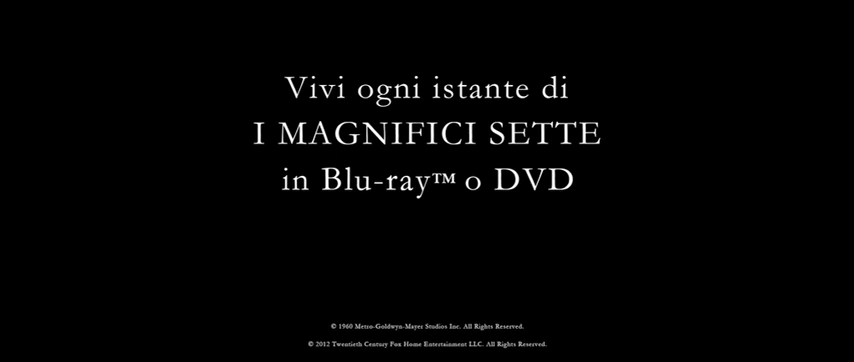 Vivi ogni istante di
I MAGNIFICI SETTE
in Blu-ray™ o DVD
© 1960 Metro-Goldwyn-Mayer Studios Inc. All Rights Reserved.
© 2012 Twentieth Century Fox Home Entertainment LLC. All Rights Reserved.